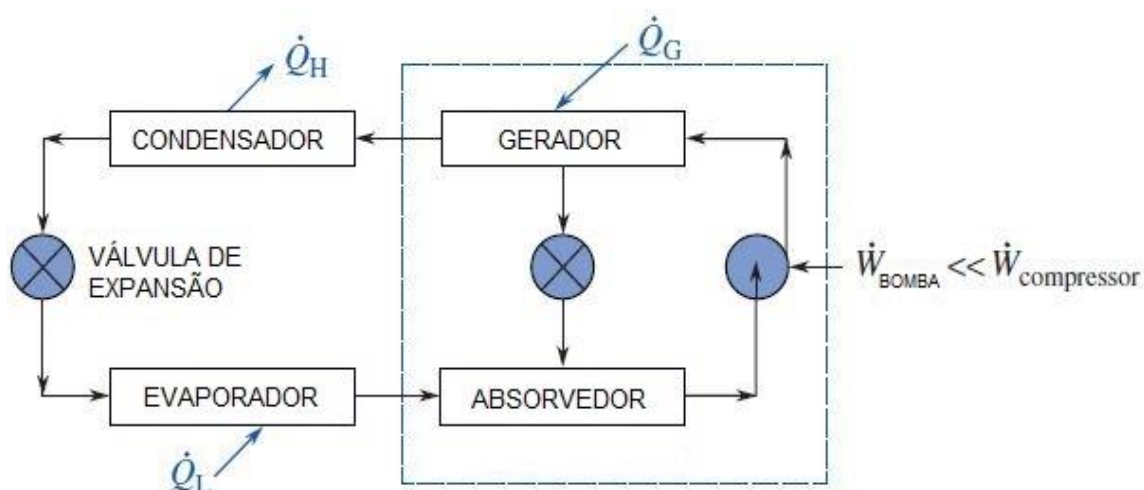 Q̇H
Q̇G
CONDENSADOR
GERADOR
VÁLVULA DE
EXPANSÃO
ẆBOMBA << Ẇcompressor
EVAPORADOR
ABSORVEDOR
Q̇L